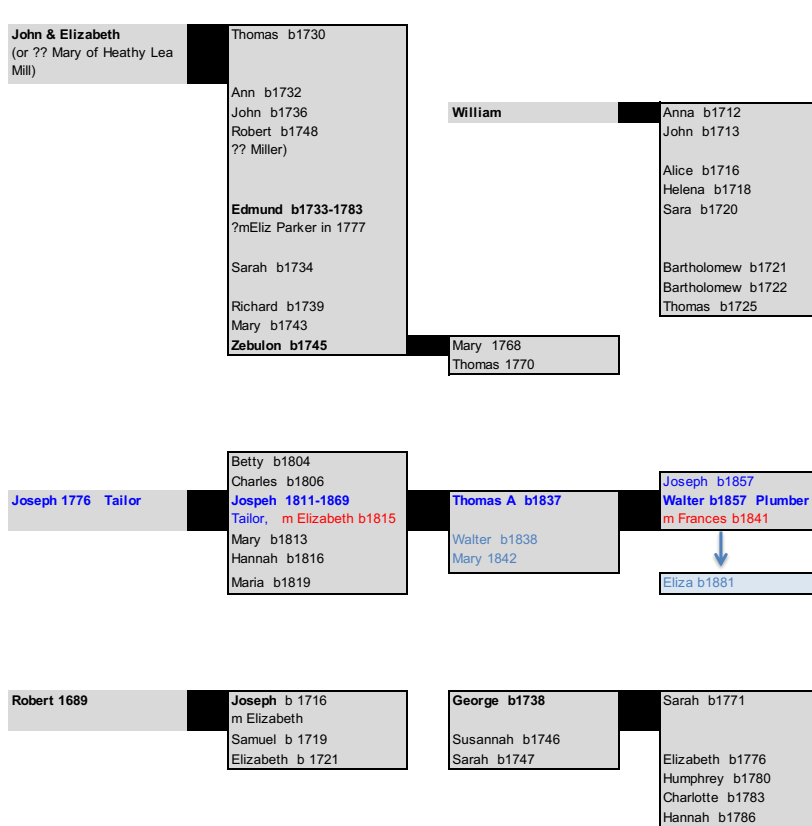 John & Elizabeth
(or ?? Mary of Heathy Lea
Mill)
Thomas b1730
Ann b1732
John b1736
Robert b1748
?? Miller)
Edmund b1733-1783
?mEliz Parker in 1777
Sarah b1734
Richard b1739
Mary b1743
Zebulon b1745
Mary 1768
Thomas 1770
William
Anna b1712
John b1713
Alice b1716
Helena b1718
Sara b1720
Bartholomew b1721
Bartholomew b1722
Thomas b1725
Joseph 1776 Tailor
Betty b1804
Charles b1806
Jospeh 1811-1869
Tailor, m Elizabeth b1815
Mary b1813
Hannah b1816
Maria b1819
Thomas A b1837
Walter b1838
Mary 1842
Joseph b1857
Walter b1857 Plumber
m Frances b1841
Eliza b1881
Robert 1689
Joseph b 1716
m Elizabeth
Samuel b 1719
Elizabeth b 1721
George b1738
Susannah b1746
Sarah b1747
Sarah b1771
Elizabeth b1776
Humphrey b1780
Charlotte b1783
Hannah b1786